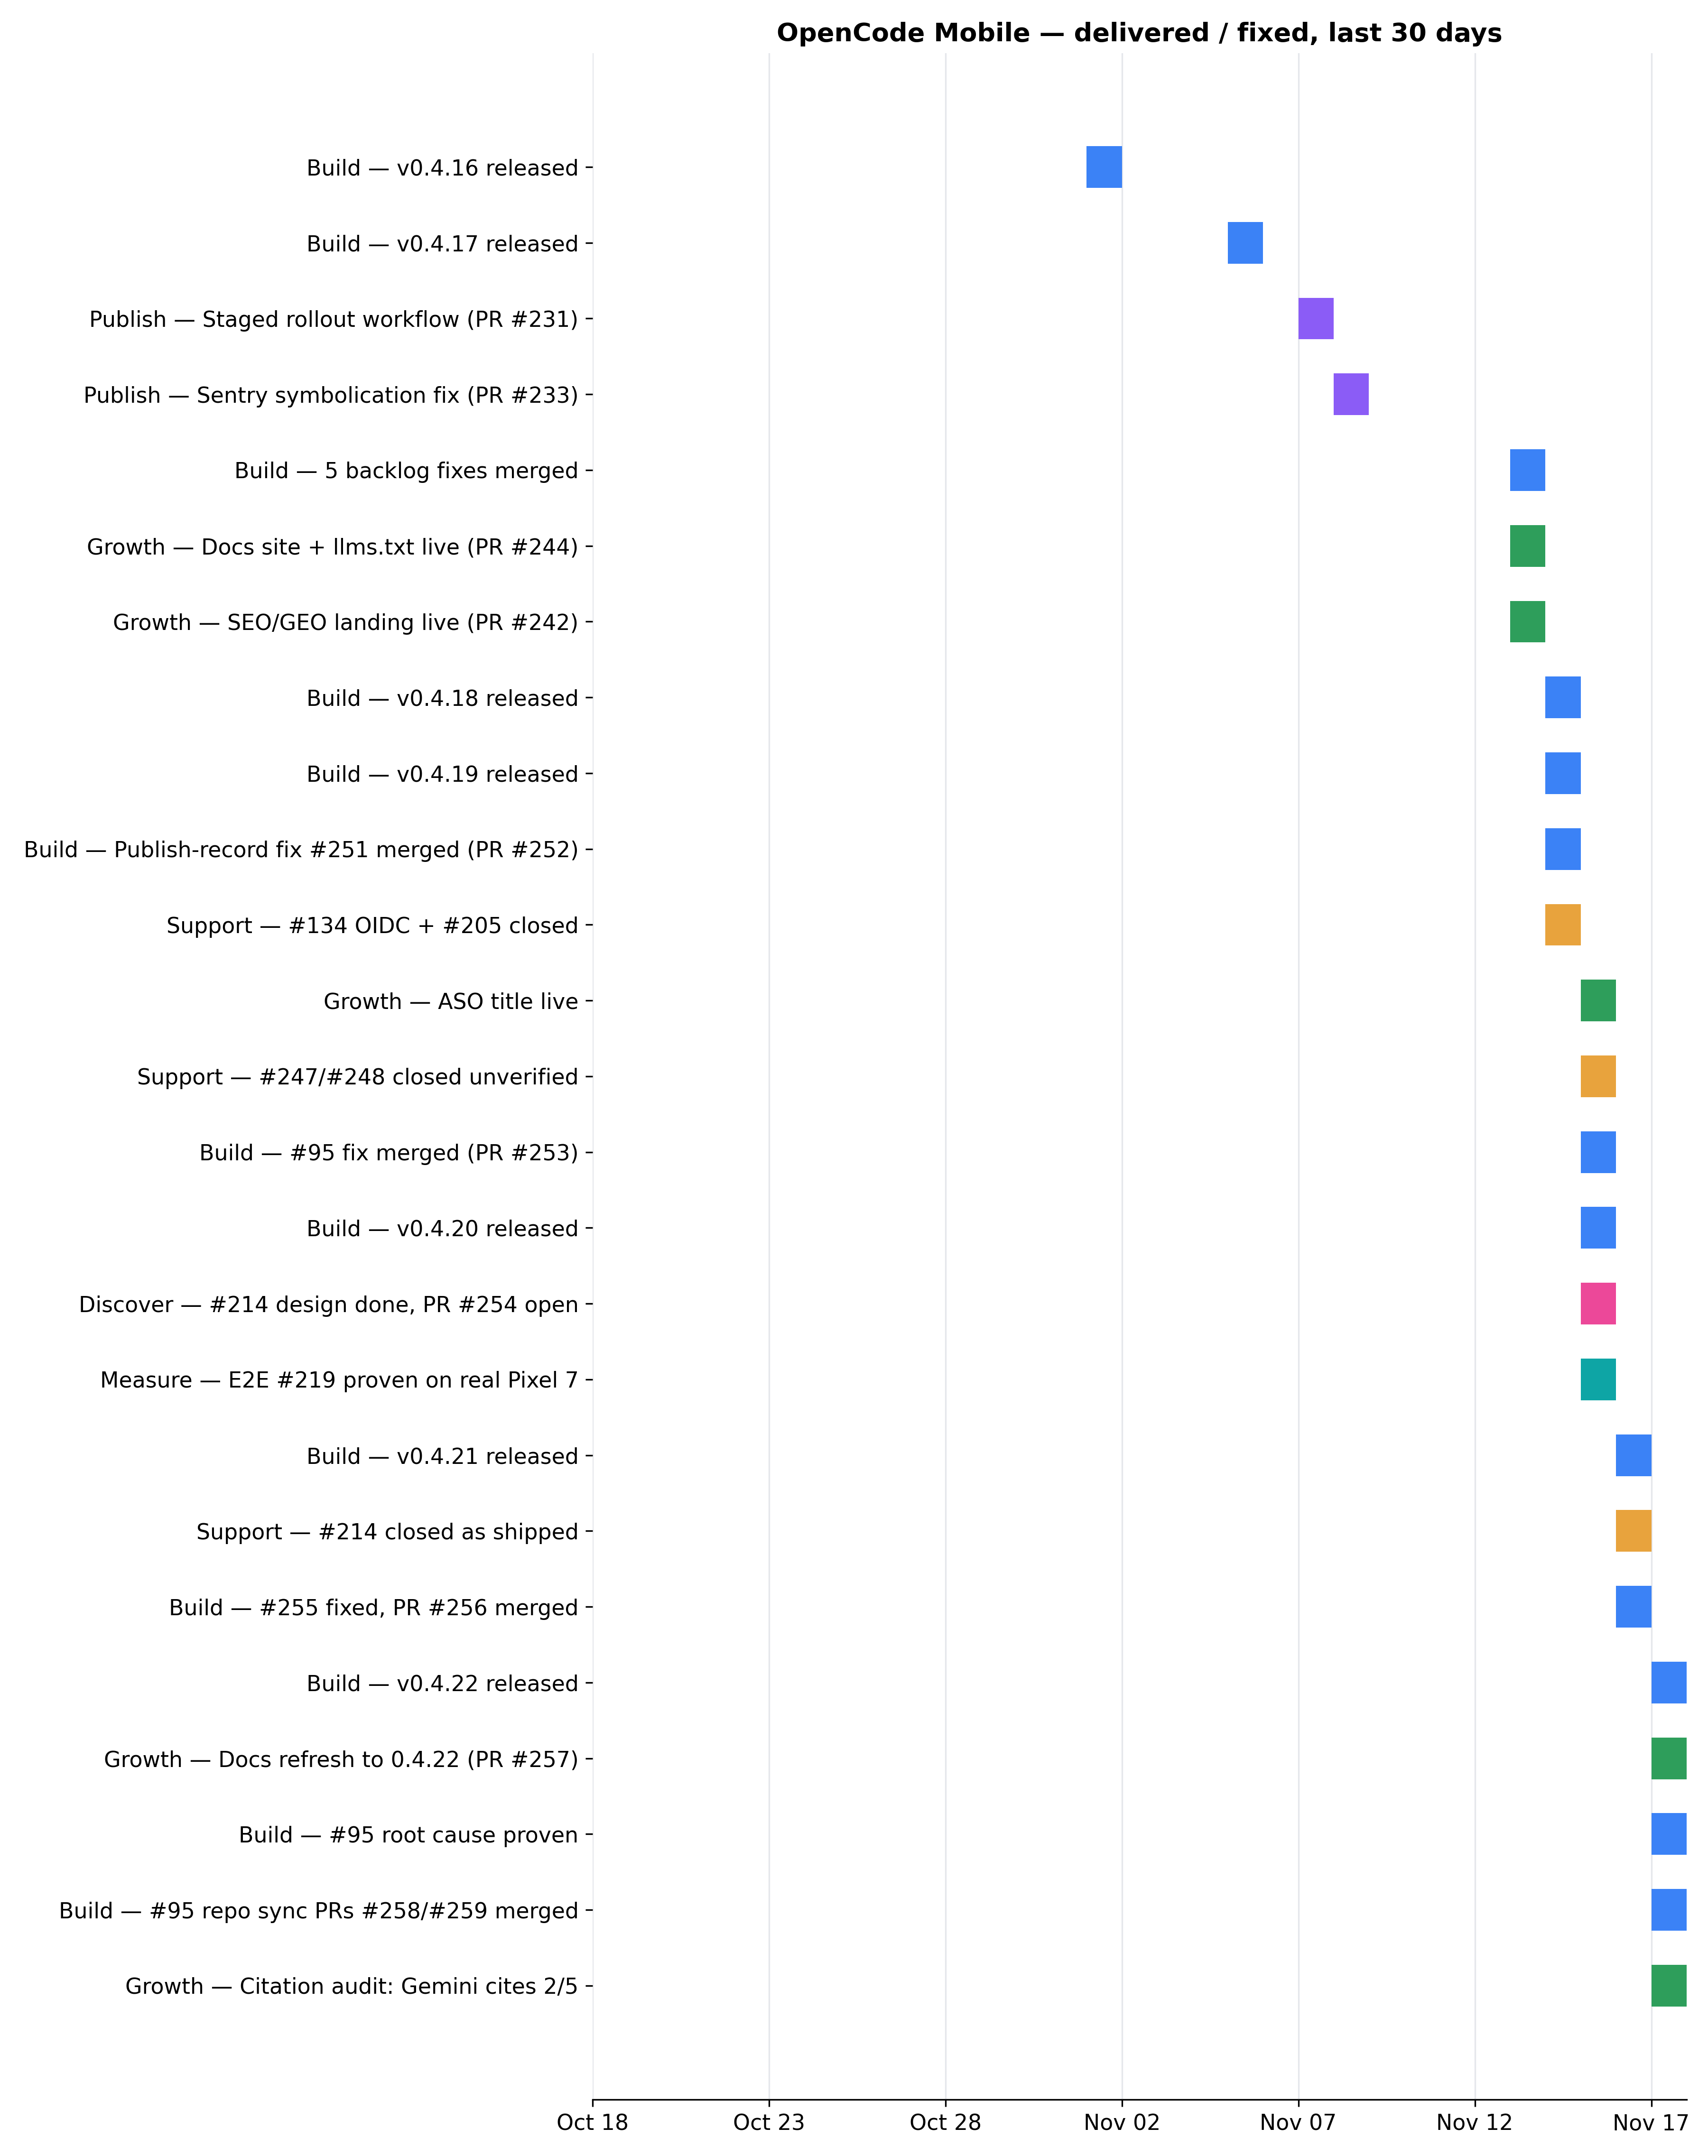 OpenCode Mobile — delivered / fixed, last 30 days
Build — v0.4.16 released
Build — v0.4.17 released
Publish — Staged rollout workflow (PR #231)
Publish — Sentry symbolication fix (PR #233)
Build — 5 backlog fixes merged
Growth — Docs site + llms.txt live (PR #244)
Growth — SEO/GEO landing live (PR #242)
Build — v0.4.18 released
Build — v0.4.19 released
Build — Publish-record fix #251 merged (PR #252)
Support — #134 OIDC + #205 closed
Growth — ASO title live
Support — #247/#248 closed unverified
Build — #95 fix merged (PR #253)
Build — v0.4.20 released
Discover — #214 design done, PR #254 open
Measure — E2E #219 proven on real Pixel 7
Build — v0.4.21 released
Support — #214 closed as shipped
Build — #255 fixed, PR #256 merged
Build — v0.4.22 released
Growth — Docs refresh to 0.4.22 (PR #257)
Build — #95 root cause proven
Build — #95 repo sync PRs #258/#259 merged
Growth — Citation audit: Gemini cites 2/5
Oct 18 Oct 23 Oct 28 Nov 02 Nov 07 Nov 12 Nov 17